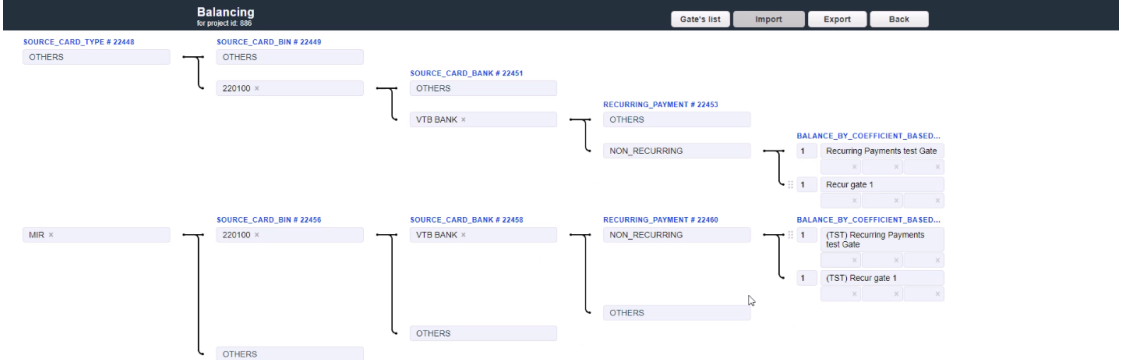 Balancing
for project id: 886
Gate's list
Import
Export
Back
SOURCE_CARD_TYPE # 22448
SOURCE_CARD_BIN # 22449
OTHERS
OTHERS
SOURCE_CARD_BANK # 22451
220100 ×
OTHERS
RECURRING_PAYMENT # 22453
VTB BANK ×
OTHERS
BALANCE_BY_COEFFICIENT_BASED...
NON_RECURRING
1 Recurring Payments test Gate
× × ×
1 Recur gate 1
× × ×
SOURCE_CARD_BIN # 22456
SOURCE_CARD_BANK # 22458
RECURRING_PAYMENT # 22460
BALANCE_BY_COEFFICIENT_BASED...
MIR ×
220100 ×
VTB BANK ×
NON_RECURRING
1 (TST) Recurring Payments
test Gate
× × ×
1 (TST) Recur gate 1
× × ×
OTHERS
OTHERS
OTHERS